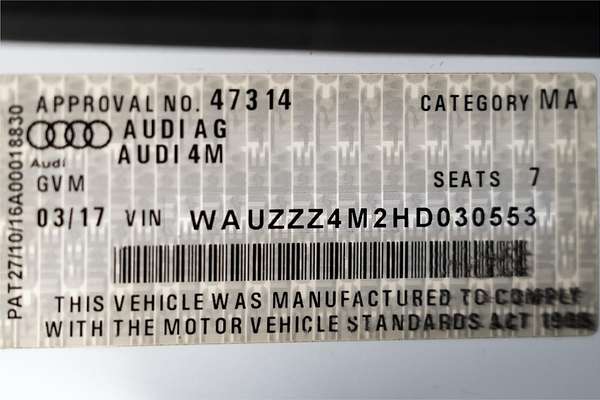 APPROVAL NO. 47314 CATEGORY MA
AUDI AG
Audi AUDI 4M
GVM SEATS 7
03/17 VIN WAUZZZ4M2HD030553
THIS VEHICLE WAS MANUFACTURED TO COMPLY
WITH THE MOTOR VEHICLE STANDARDS ACT
PAT27/10/16A00018830